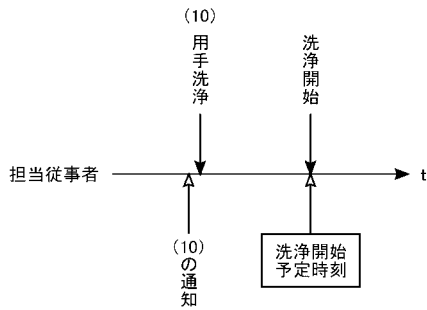 (10)
用手洗浄
洗浄開始
担当従事者
t
(10)の通知
洗浄開始
予定時刻